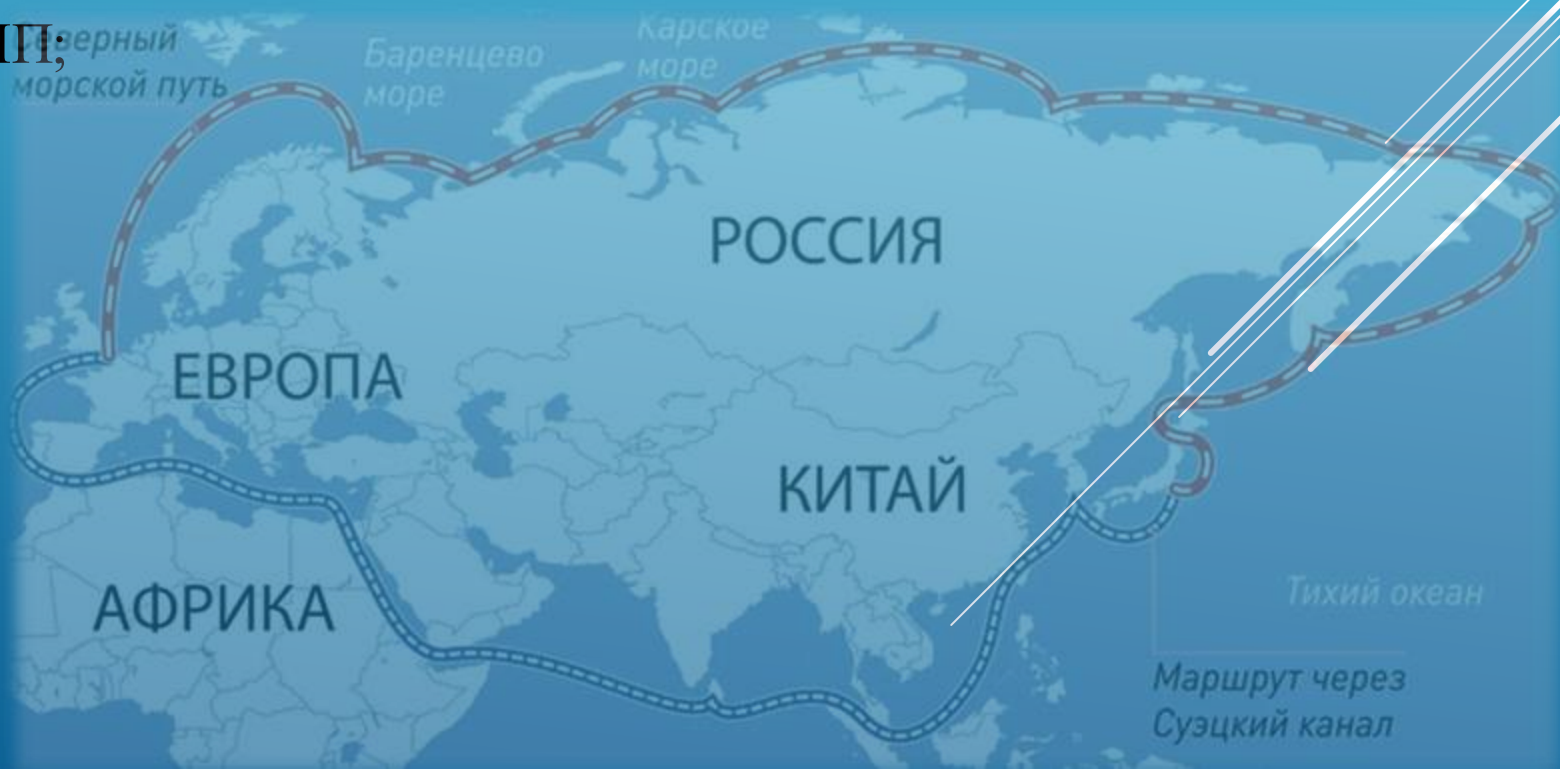 Северный
морской путь
Баренцево
море
Карское
море
РОССИЯ
ЕВРОПА
КИТАЙ
АФРИКА
Тихий океан
Маршрут через
Суэцкий канал